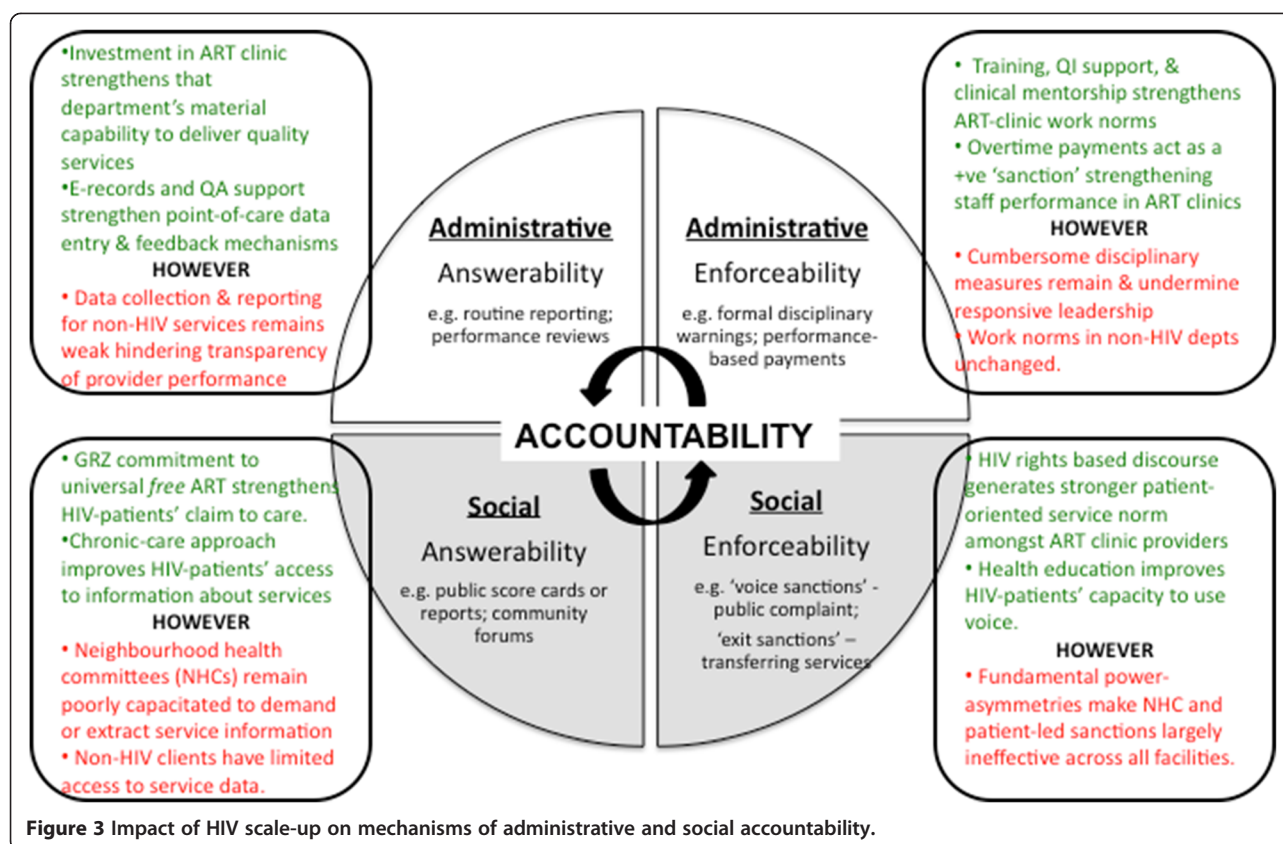 •Investment in ART clinic
strengthens that
department's material
capability to deliver quality
services
•E-records and QA support
strengthen point-of-care data
entry & feedback mechanisms
HOWEVER
• Data collection & reporting
for non-HIV services remains
weak hindering transparency
of provider performance
Administrative
Answerability
e.g. routine reporting;
performance reviews
Administrative
Enforceability
e.g. formal disciplinary
warnings; performance-
based payments
• Training, QI support, &
clinical mentorship strengthens
ART-clinic work norms
• Overtime payments act as a
+ve 'sanction' strengthening
staff performance in ART clinics
HOWEVER
• Cumbersome disciplinary
measures remain & undermine
responsive leadership
• Work norms in non-HIV depts
unchanged.
ACCOUNTABILITY
• GRZ commitment to
universal free ART strengthens
HIV-patients' claim to care.
•Chronic-care approach
improves HIV-patients' access
to information about services
HOWEVER
• Neighbourhood health
committees (NHCs) remain
poorly capacitated to demand
or extract service information
• Non-HIV clients have limited
access to service data.
Social
Answerability
e.g. public score cards or
reports; community
forums
Social
Enforceability
e.g. 'voice sanctions' -
public complaint;
'exit sanctions' –
transferring services
• HIV rights based discourse
generates stronger patient-
oriented service norm
amongst ART clinic providers
• Health education improves
HIV-patients' capacity to use
voice.
HOWEVER
• Fundamental power-
asymmetries make NHC and
patient-led sanctions largely
ineffective across all facilities.
Figure 3 Impact of HIV scale-up on mechanisms of administrative and social accountability.